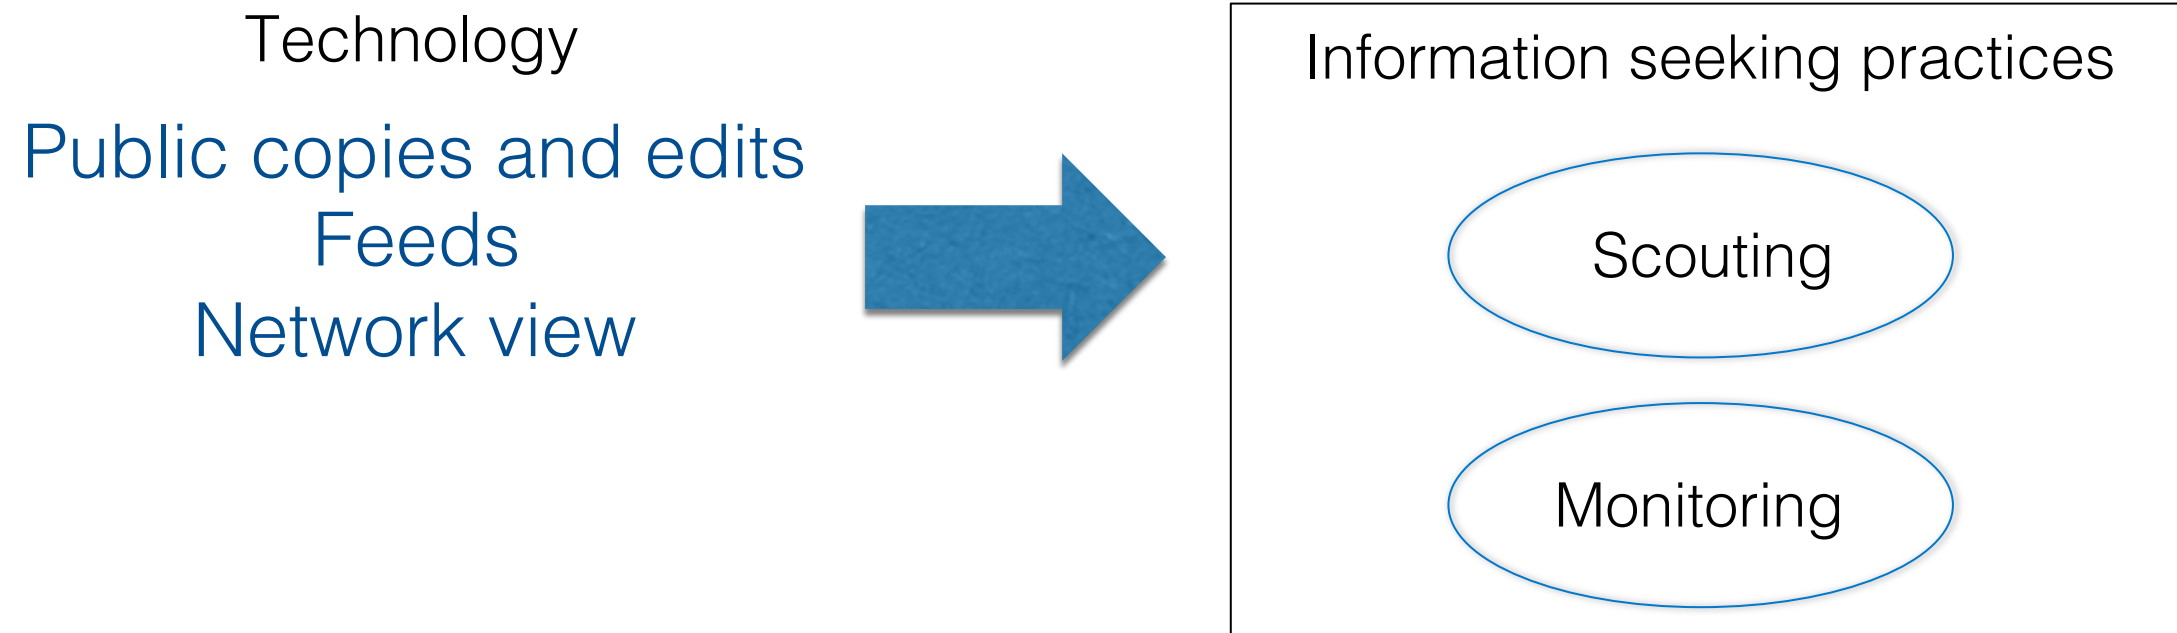 Technology
Public copies and edits
Feeds
Network view
Information seeking practices
Scouting
Monitoring